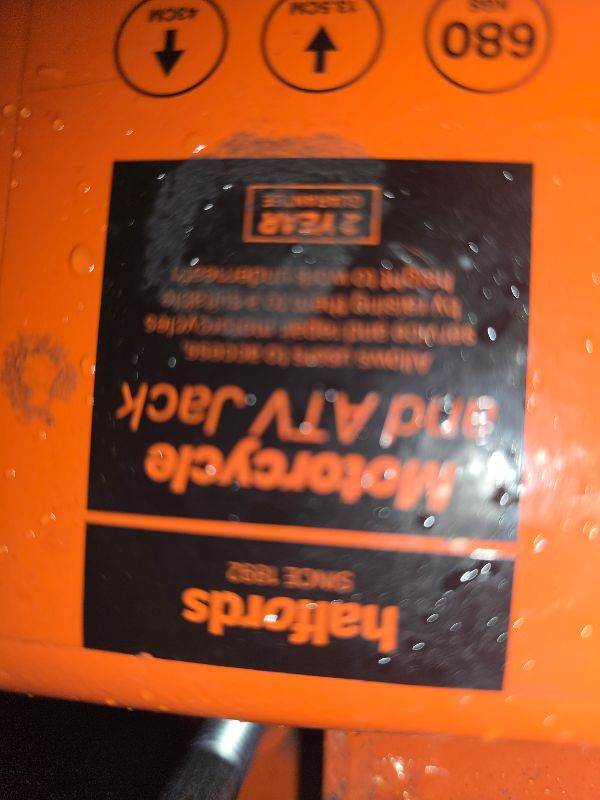 halfords
SINCE 1892
Motorcycle
and ATV Jack
Allows users to access,
service and repair motorcycles
by raising them to a suitable
height to work underneath
2 YEAR
GUARANTEE
680
KGS
13.5CM
43CM